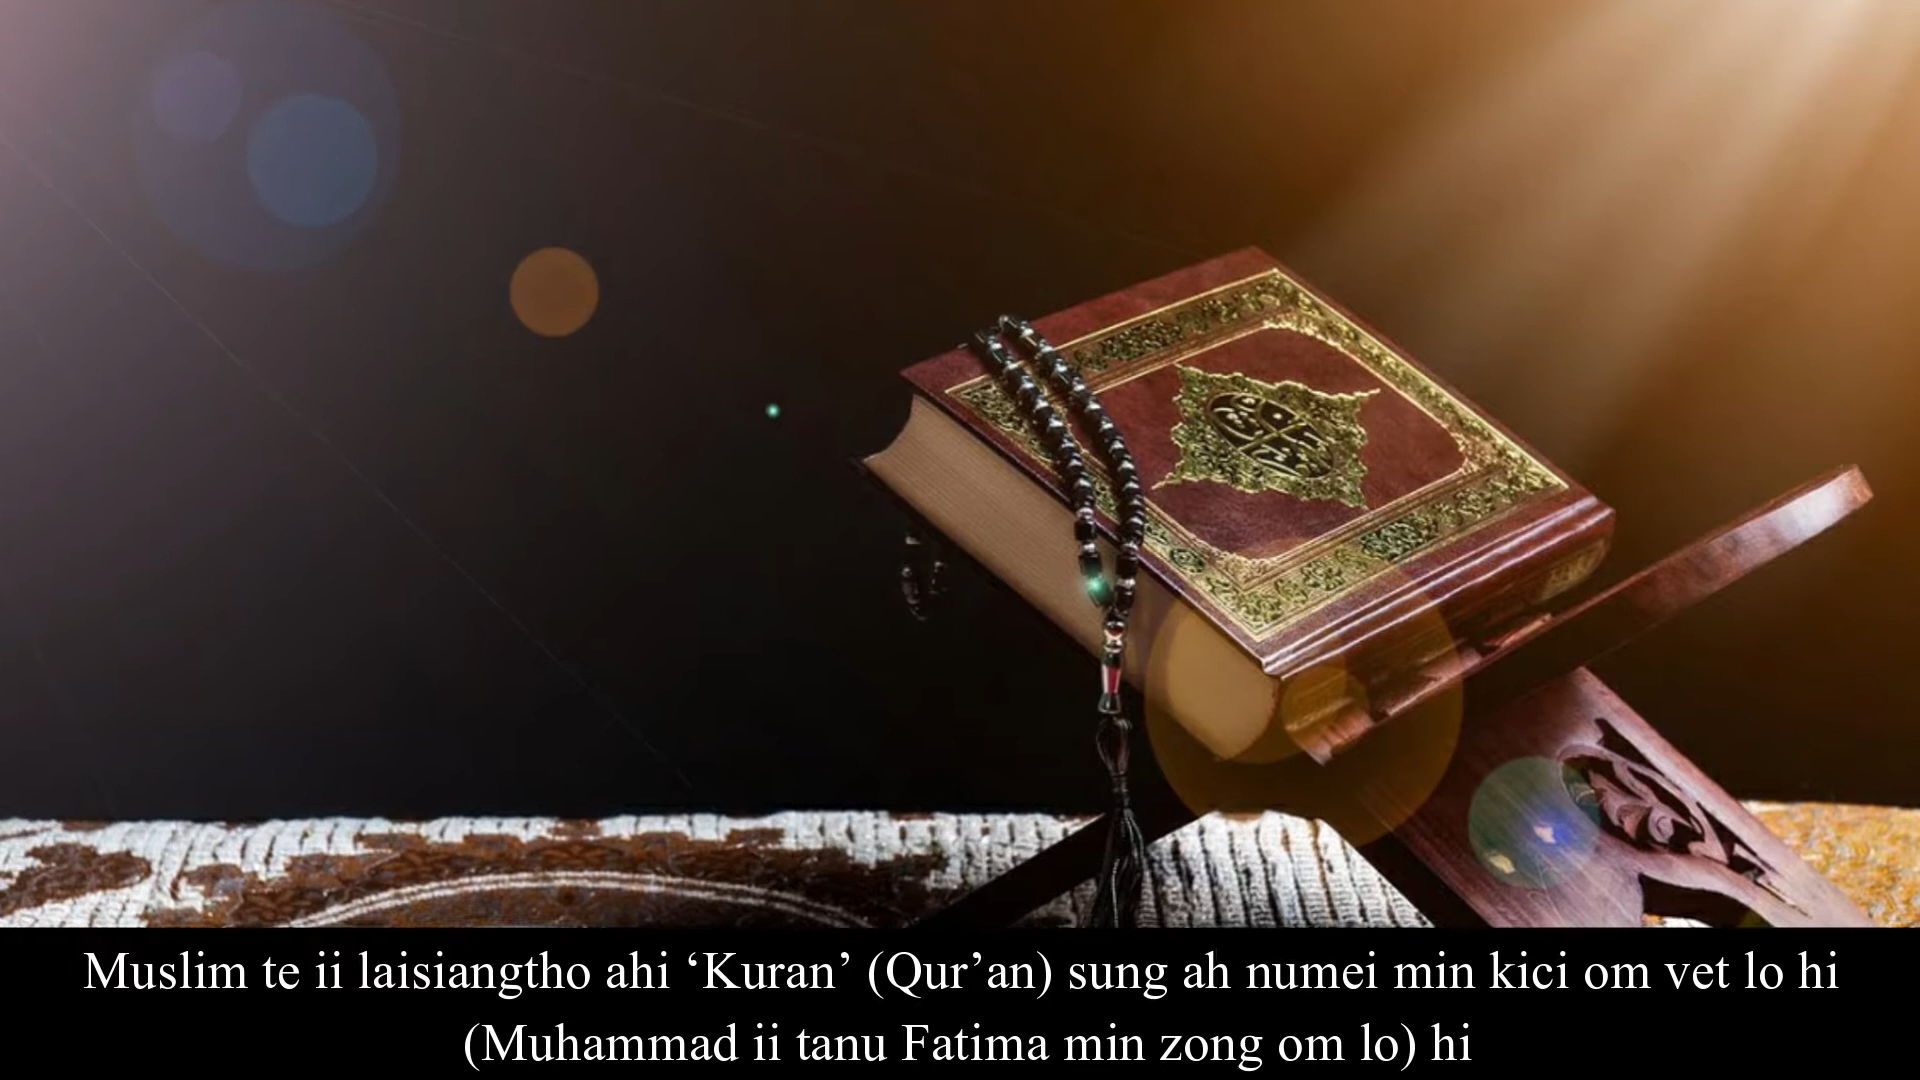 Muslim te ii laisiangtho ahi ‘Kuran’ (Qur’an) sung ah numei min kici om vet lo hi
(Muhammad ii tanu Fatima min zong om lo) hi